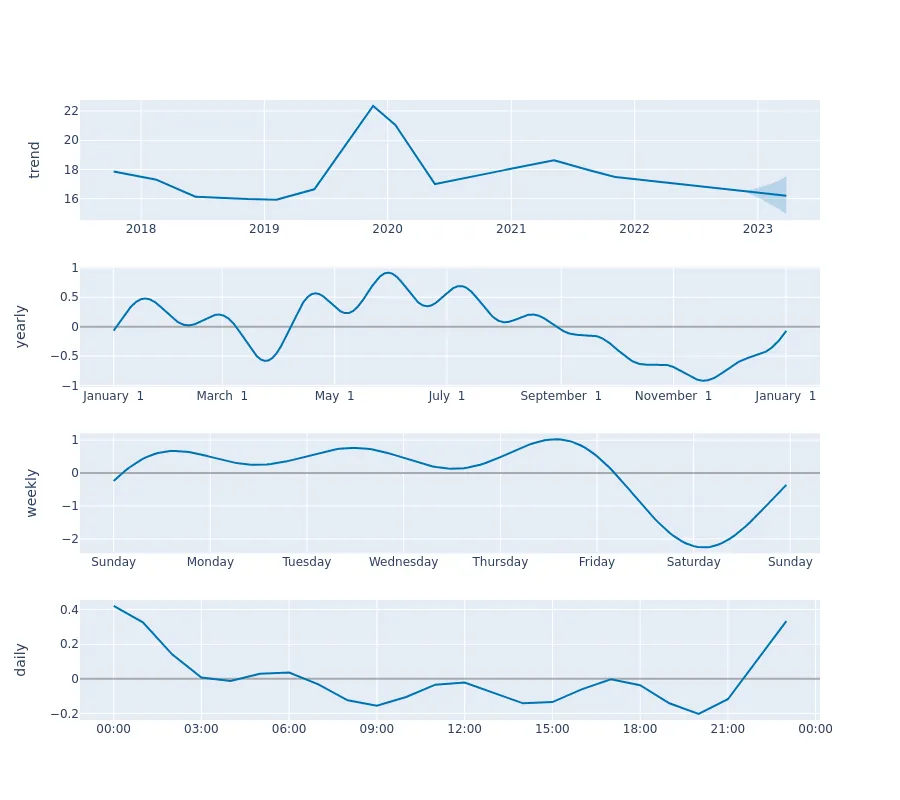 trend
22
20
18
16
2018 2019 2020 2021 2022 2023
yearly
1
0.5
0
−0.5
−1
January 1 March 1 May 1 July 1 September 1 November 1 January 1
weekly
1
0
−1
−2
Sunday Monday Tuesday Wednesday Thursday Friday Saturday Sunday
daily
0.4
0.2
0
−0.2
00:00 03:00 06:00 09:00 12:00 15:00 18:00 21:00 00:00